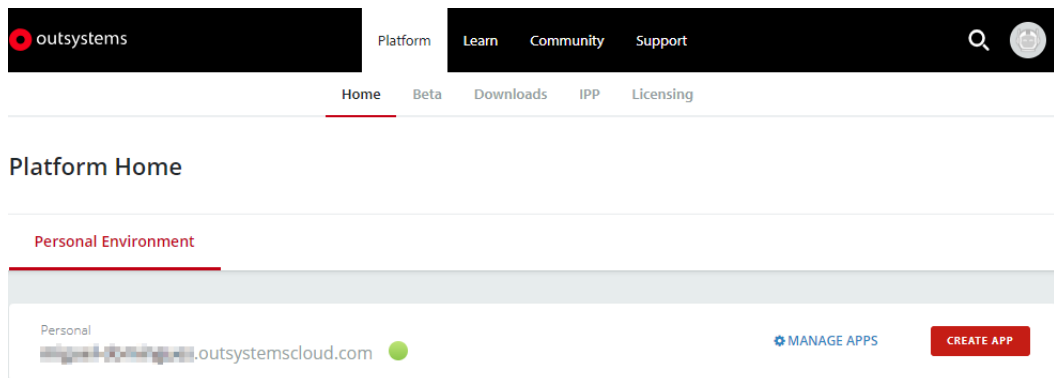 outsystems
Platform Learn Community Support
Home Beta Downloads IPP Licensing
Platform Home
Personal Environment
Personal
.outsystemscloud.com
MANAGE APPS
CREATE APP